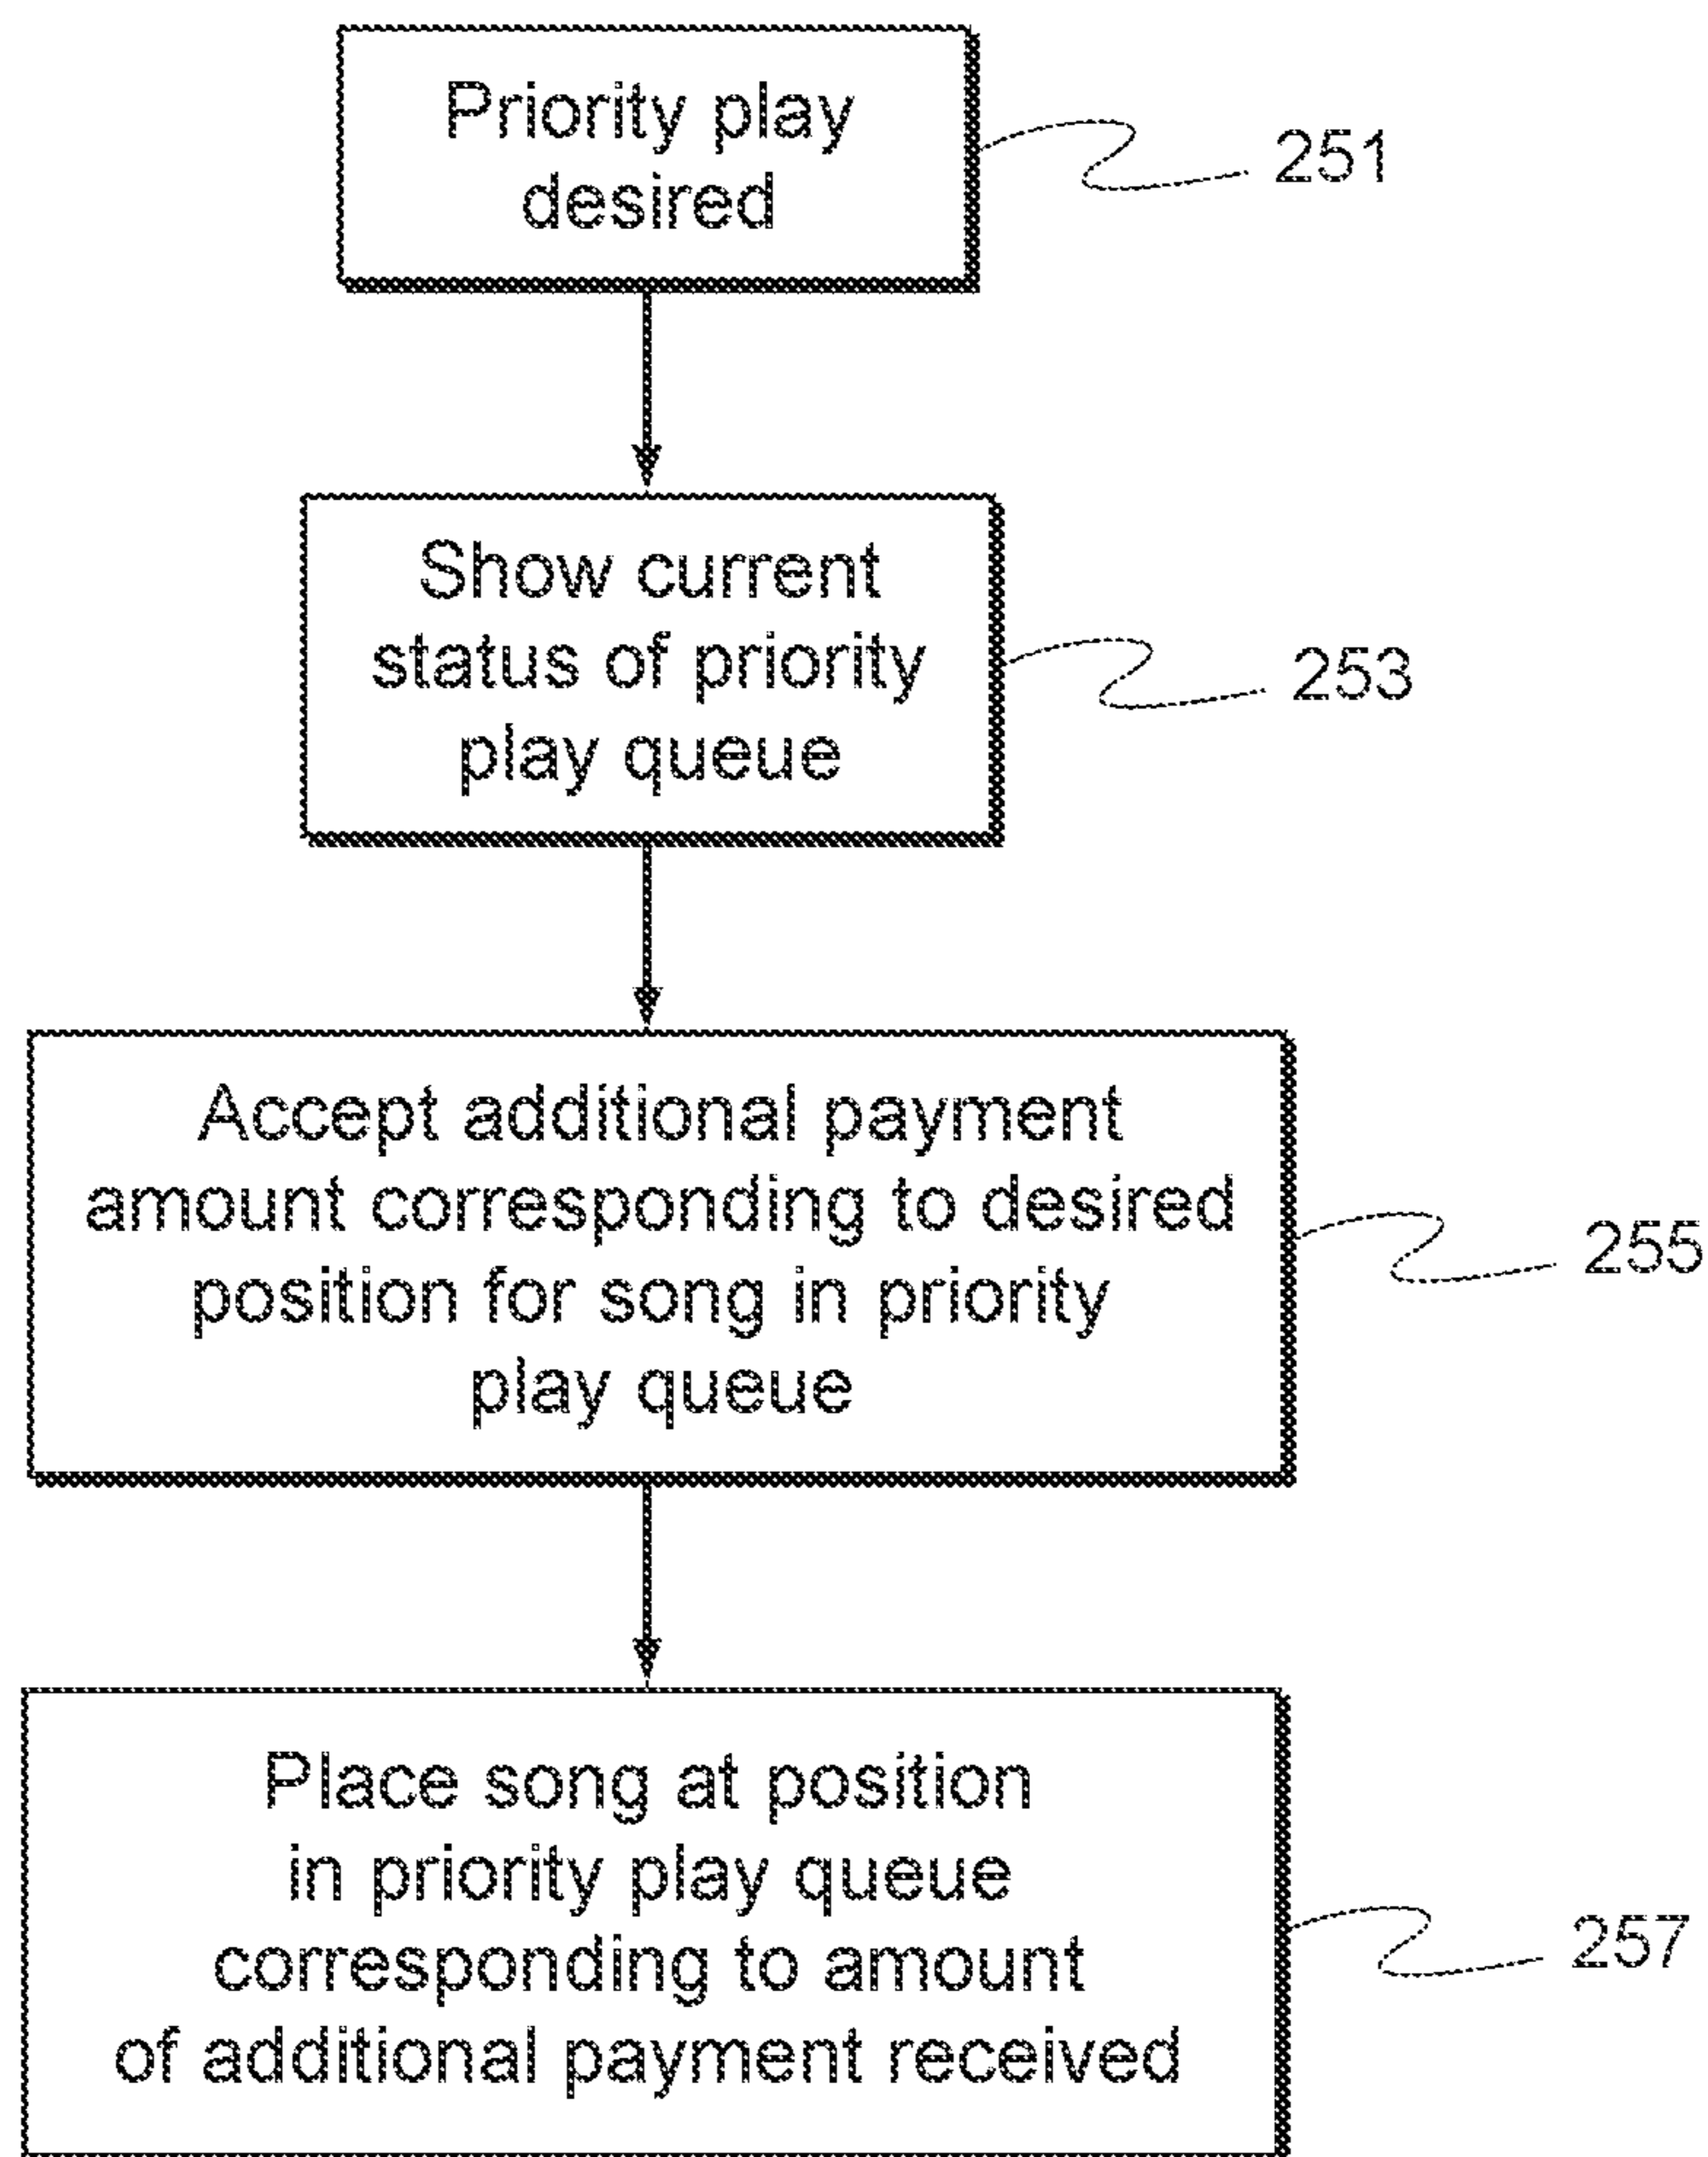 Priority play
desired
251
Show current
status of priority
play queue
253
Accept additional payment
amount corresponding to desired
position for song in priority
play queue
255
Place song at position
in priority play queue
corresponding to amount
of additional payment received
257